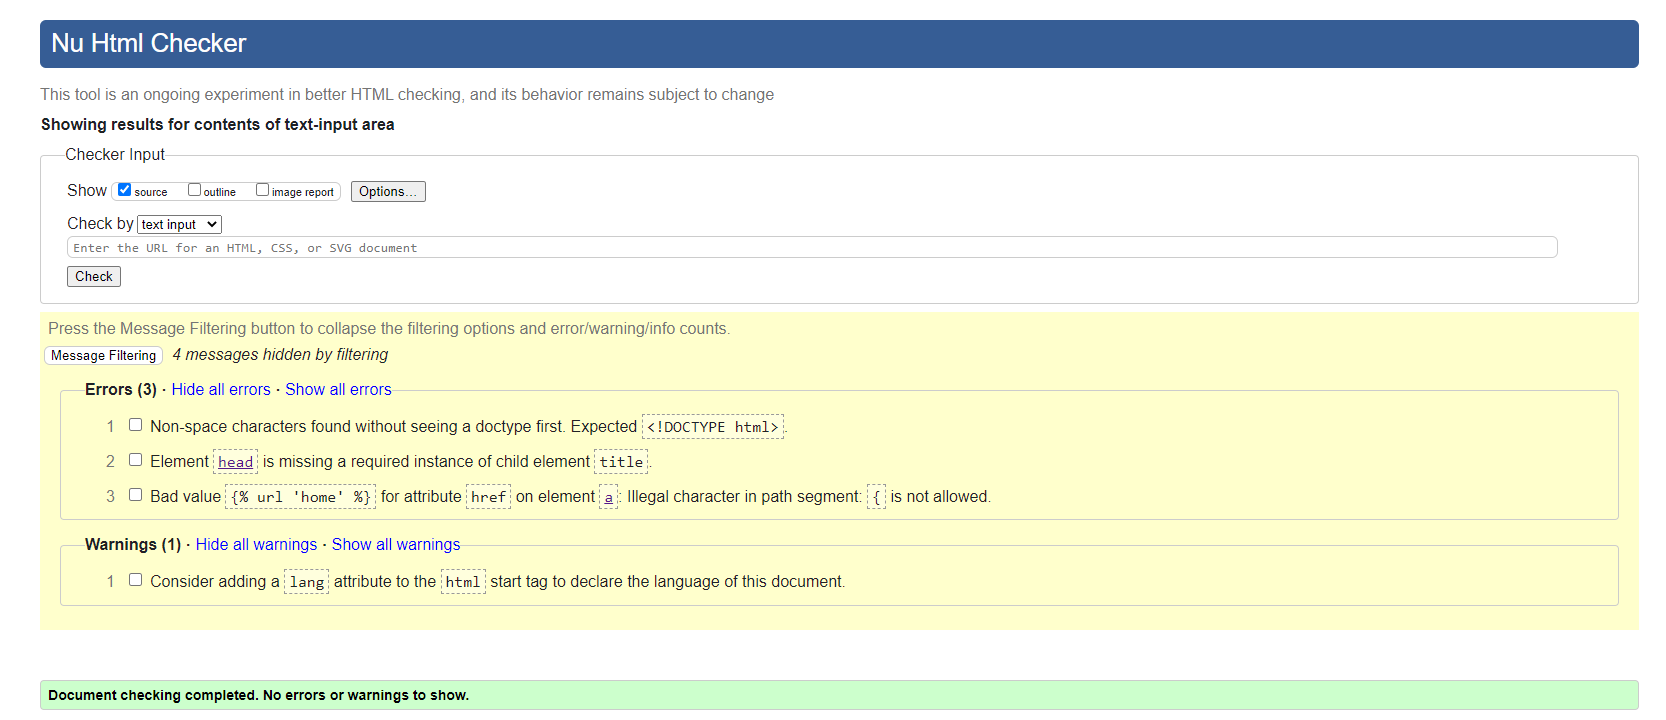 Nu Html Checker
This tool is an ongoing experiment in better HTML checking, and its behavior remains subject to change
Showing results for contents of text-input area
Checker Input
Show source outline image report Options...
Check by text input
Enter the URL for an HTML, CSS, or SVG document
Check
Press the Message Filtering button to collapse the filtering options and error/warning/info counts.
Message Filtering 4 messages hidden by filtering
Errors (3) · Hide all errors · Show all errors
1 Non-space characters found without seeing a doctype first. Expected <!DOCTYPE html>.
2 Element head is missing a required instance of child element title.
3 Bad value {% url 'home' %} for attribute href on element a: Illegal character in path segment: { is not allowed.
Warnings (1) · Hide all warnings · Show all warnings
1 Consider adding a lang attribute to the html start tag to declare the language of this document.
Document checking completed. No errors or warnings to show.